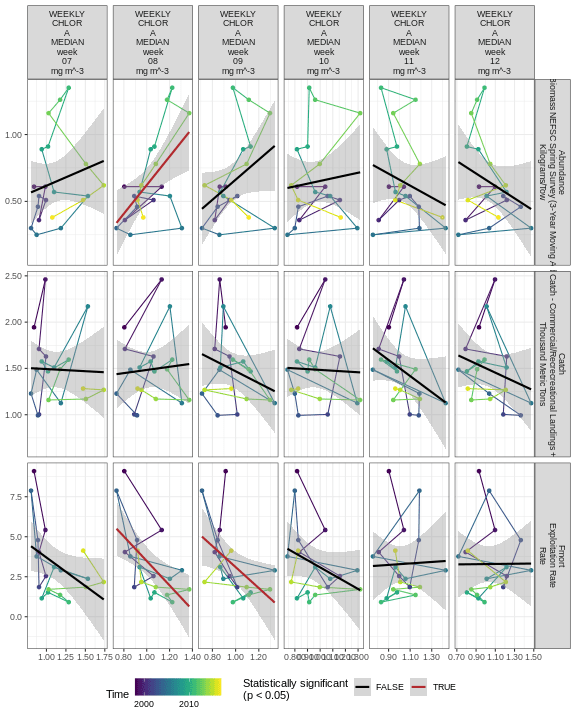 WEEKLY
CHLOR
A
MEDIAN
week
07
mg m^-3
WEEKLY
CHLOR
A
MEDIAN
week
08
mg m^-3
WEEKLY
CHLOR
A
MEDIAN
week
09
mg m^-3
WEEKLY
CHLOR
A
MEDIAN
week
10
mg m^-3
WEEKLY
CHLOR
A
MEDIAN
week
11
mg m^-3
WEEKLY
CHLOR
A
MEDIAN
week
12
mg m^-3
1.00
0.50
Abundance
Biomass NEFSC Spring Survey (3-Year Moving A
Kilograms/Tow
2.50
2.00
1.50
1.00
Catch
Catch - Commercial/Recreational Landings +
Thousand Metric Tons
7.5
5.0
2.5
0.0
Fmort
Exploitation Rate
Rate
1.00 1.25 1.50 1.75
0.80 1.00 1.20 1.40
0.80 1.00 1.20
0.90 1.10 1.30
0.70 0.90 1.10 1.30 1.50
Time
2000 2010
Statistically significant
(p < 0.05)
FALSE
TRUE